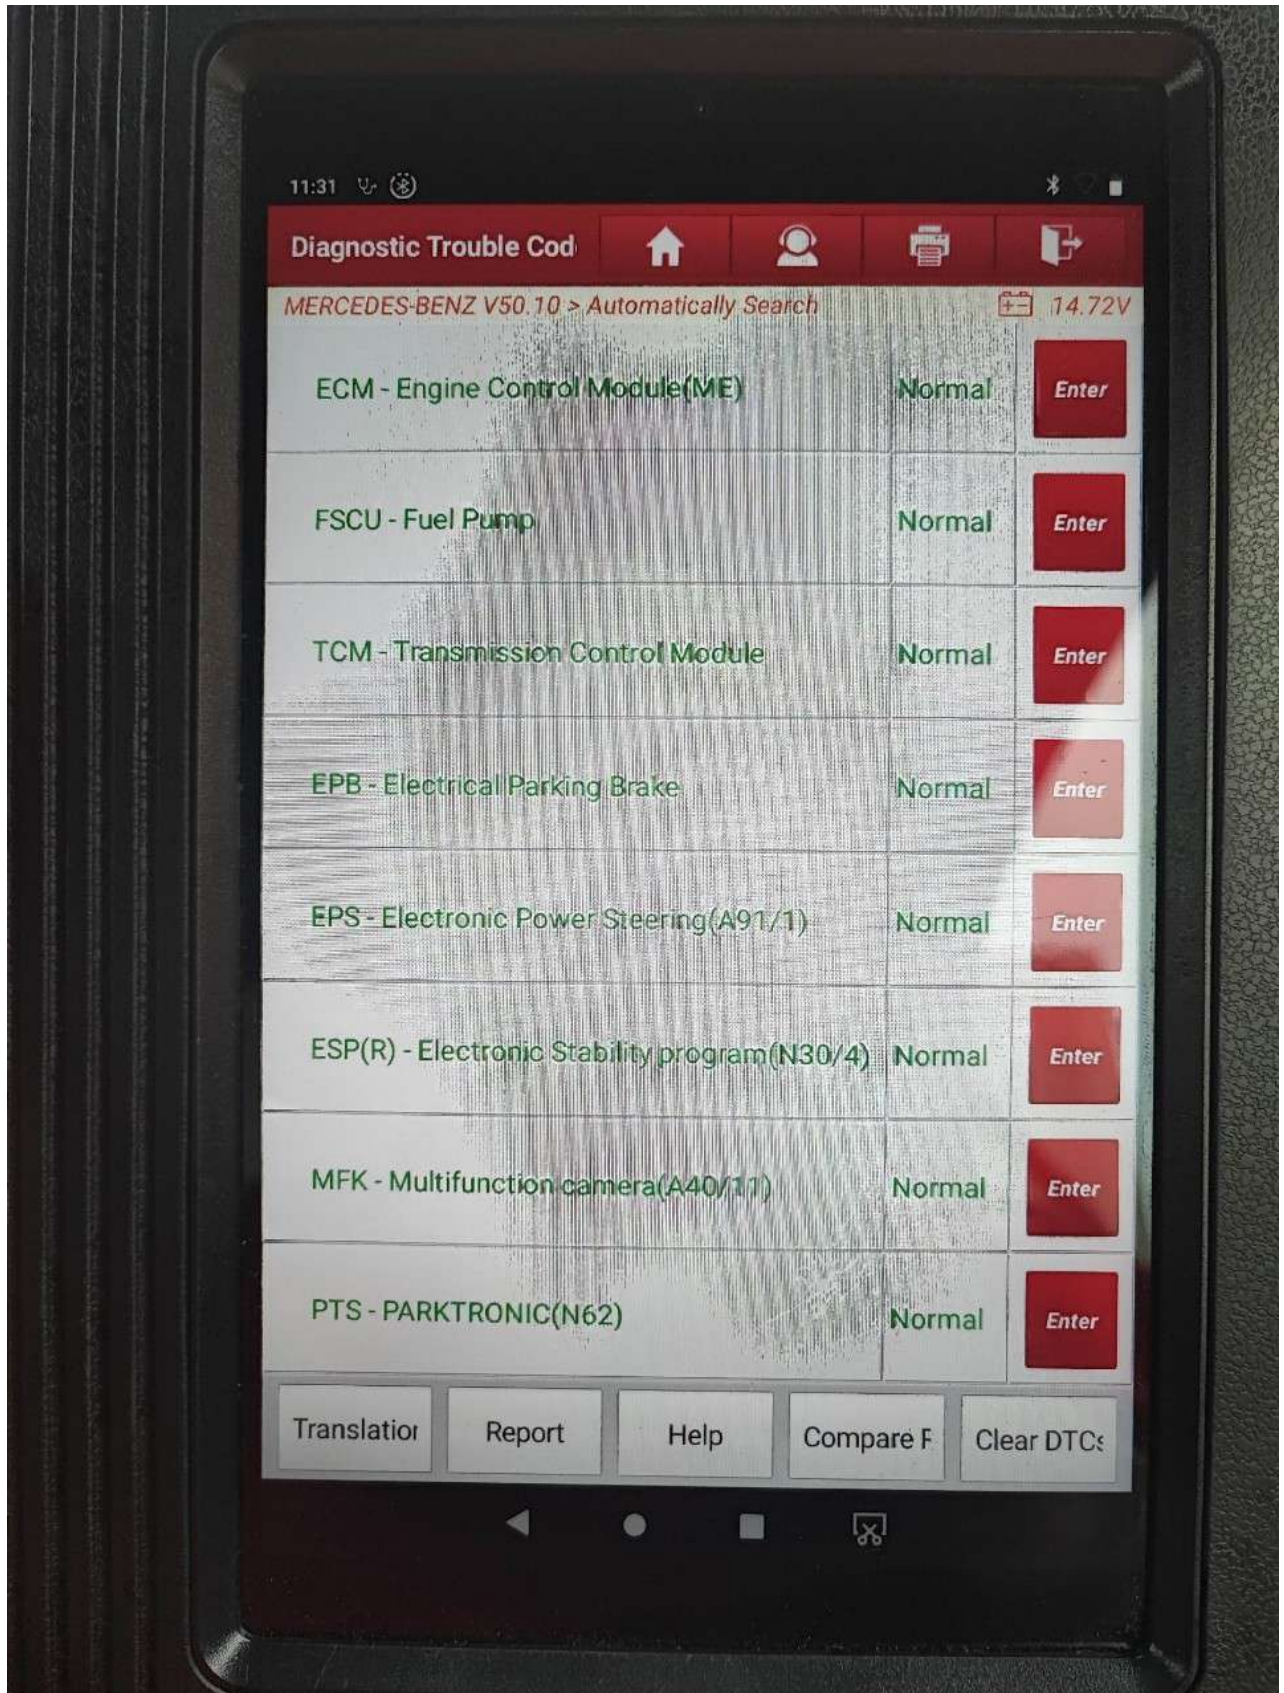 11:31
Diagnostic Trouble Cod
MERCEDES-BENZ V50.10 > Automatically Search 14.72V
ECM - Engine Control Module(ME) Normal Enter
FSCU - Fuel Pump Normal Enter
TCM - Transmission Control Module Normal Enter
EPB - Electrical Parking Brake Normal Enter
EPS - Electronic Power Steering(A91/1) Normal Enter
ESP(R) - Electronic Stability program(N30/4) Normal Enter
MFK - Multifunction camera(A40/11) Normal Enter
PTS - PARKTRONIC(N62) Normal Enter
Translation Report Help Compare F Clear DTCs